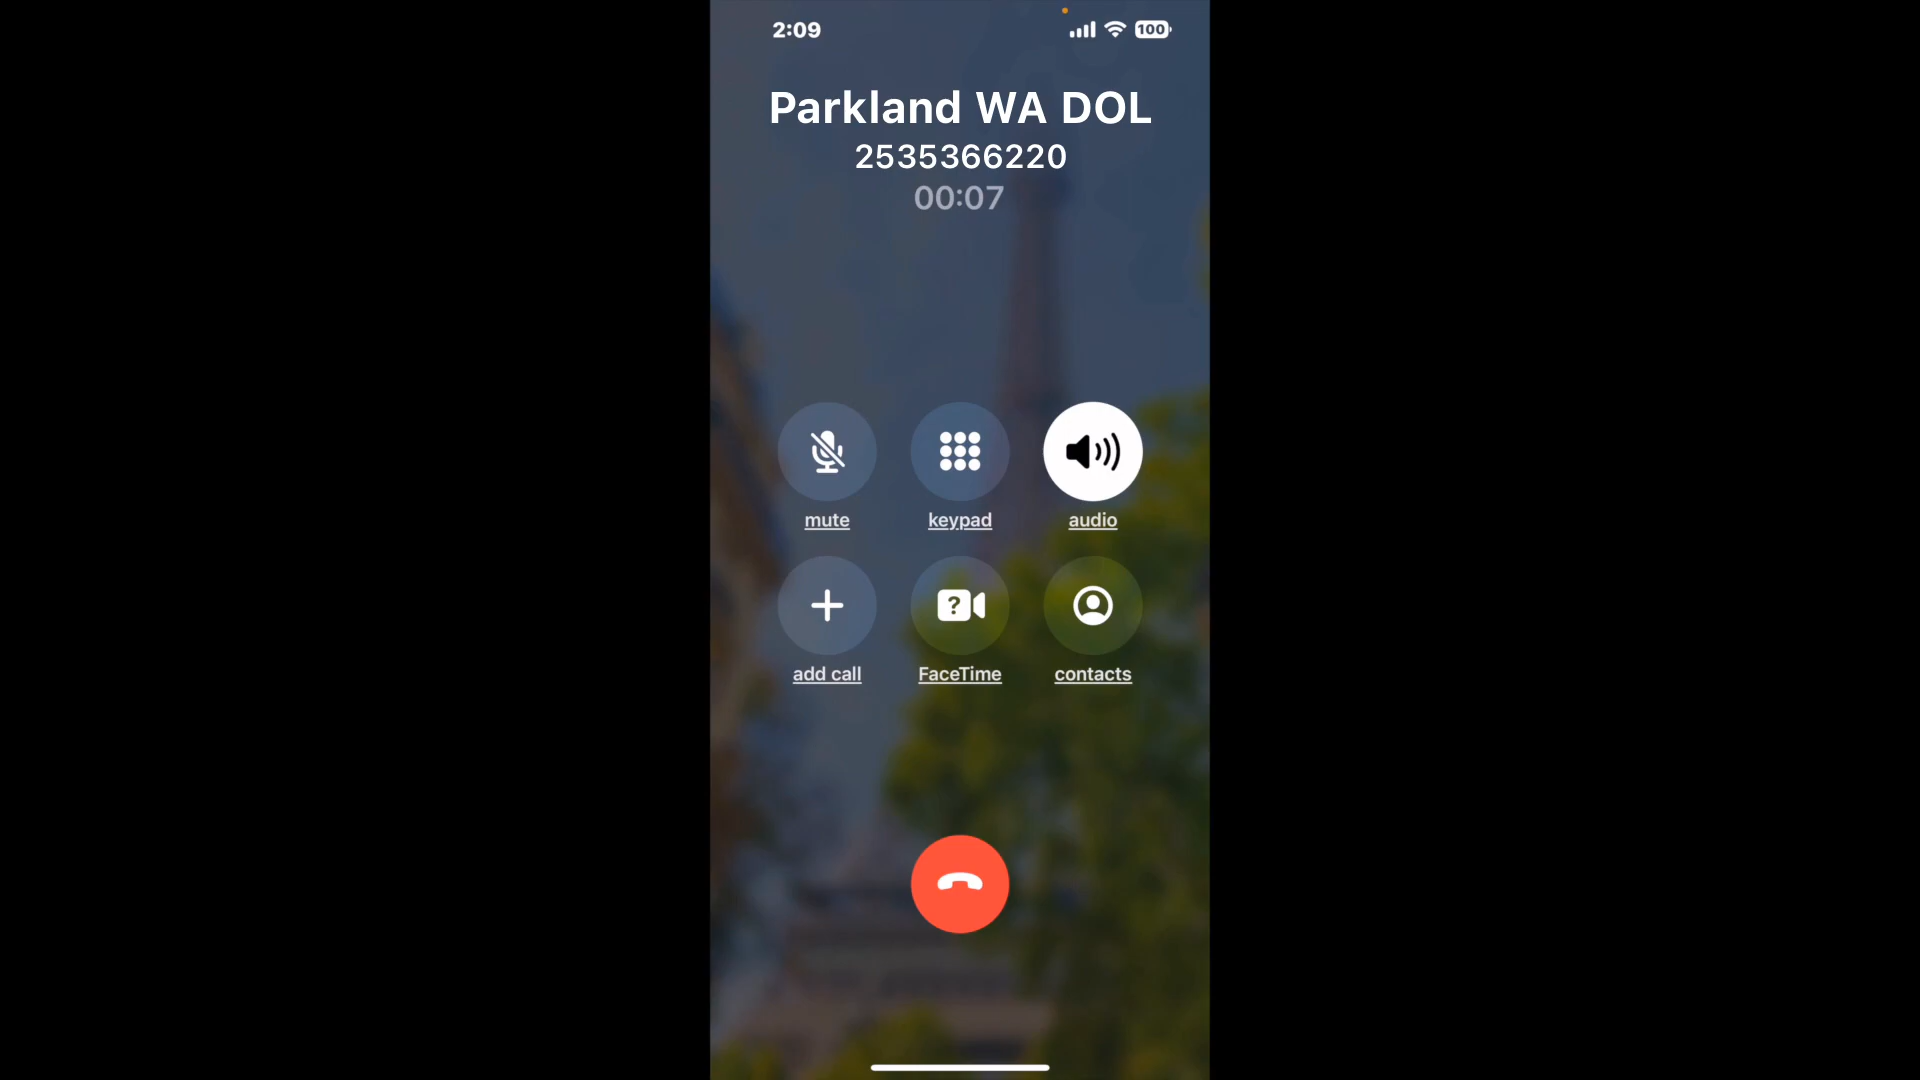 2:09
100
Parkland WA DOL
2535366220
00:07
mute
keypad
audio
?
add call
FaceTime
contacts